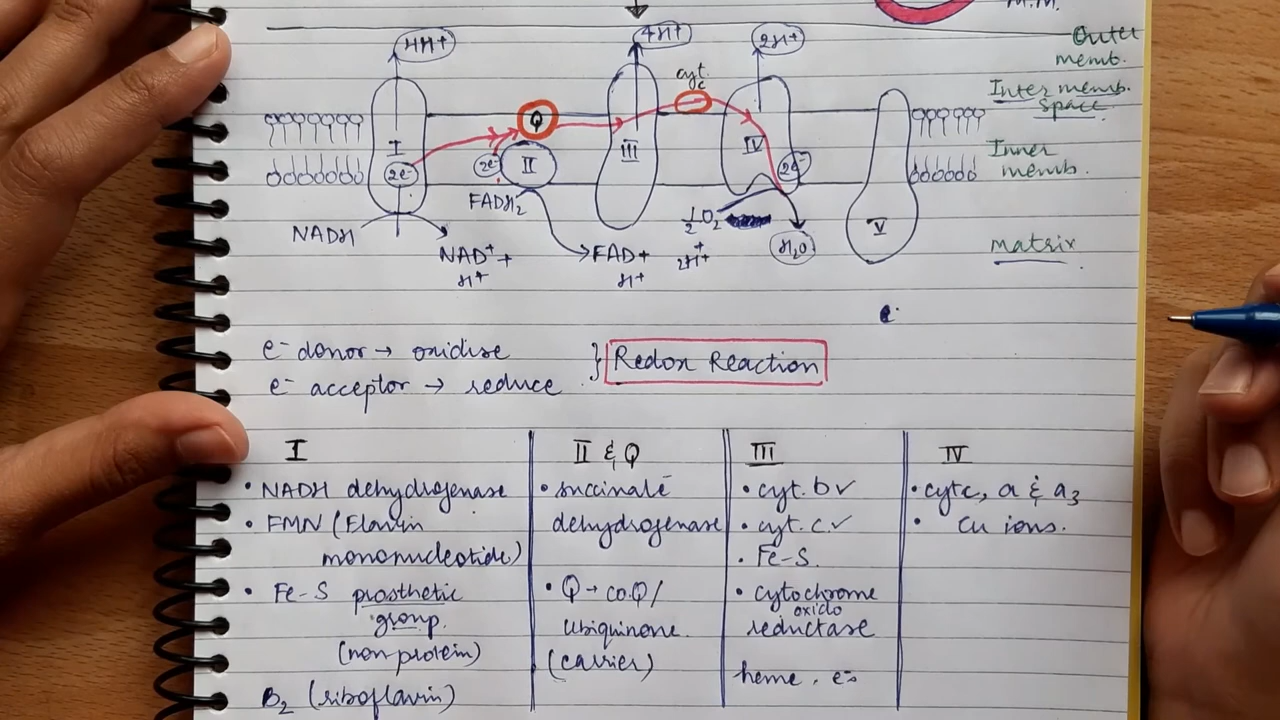 M.M.
4H+ 4H+ 2H+ Outer
memb.
cyt.
c
Inter memb.
space
Q
I III IV Inner
memb.
2e- 2e- II 2e-
FADH2
½O2 V
NADH H2O matrix
NAD+ + FAD+ +
H+ H+ 2H+
e-
e- donor → oxidise
} Redox Reaction
e- acceptor → reduce
I
• NADH dehydrogenase
• FMN (Flavin
mononucleotide)
• Fe-S prosthetic
group.
(non protein)
B2 (riboflavin)
II & Q
• succinate
dehydrogenase
• Q → co.Q/
ubiquinone.
(carrier)
III
• cyt. b ✓
• cyt. c. ✓
• Fe-S.
• cytochrome
oxido
reductase
heme.
IV
• cytc, a & a3
• Cu ions.